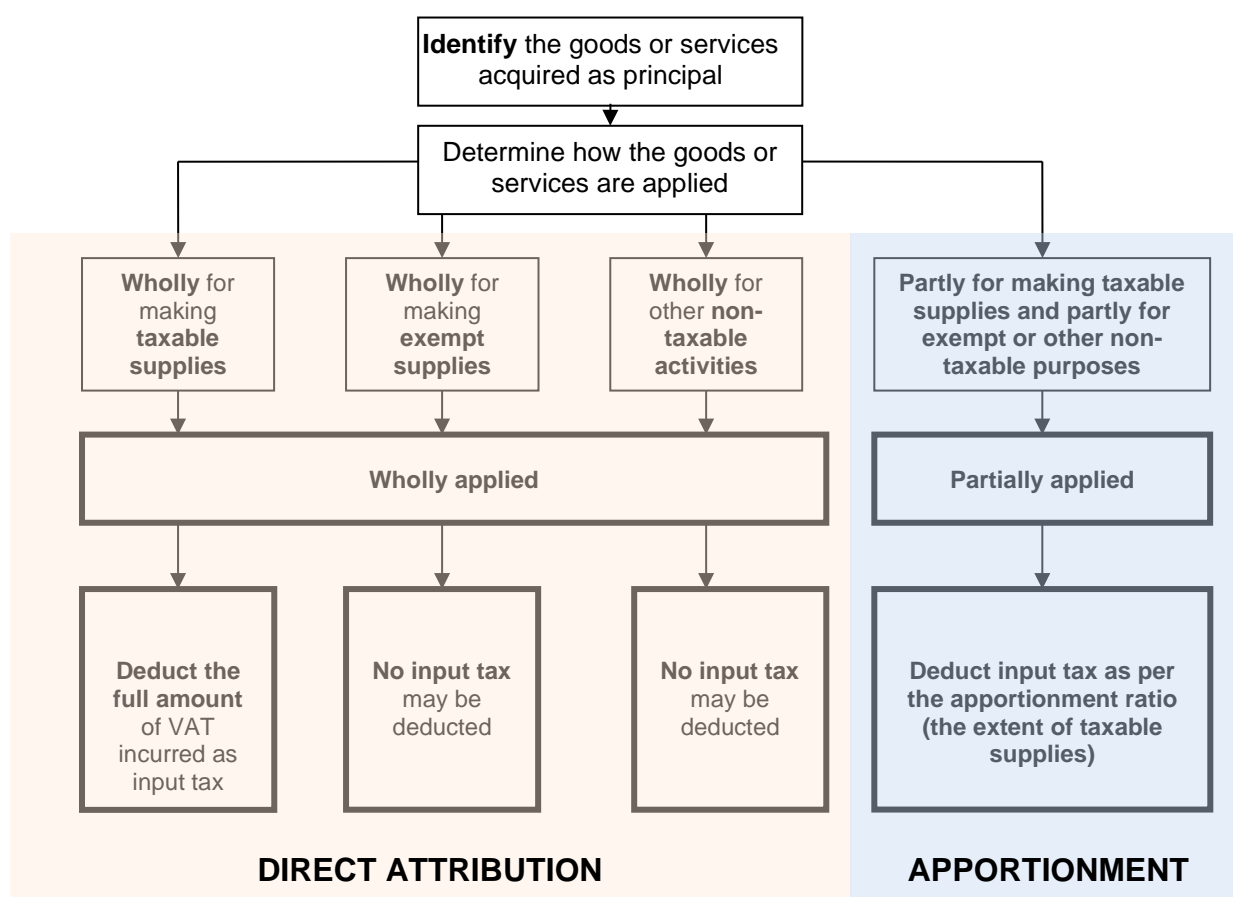 Identify the goods or services
acquired as principal
Determine how the goods or
services are applied
Wholly for
making
taxable
supplies
Wholly for
making
exempt
supplies
Wholly for
other non-
taxable
activities
Partly for making taxable
supplies and partly for
exempt or other non-
taxable purposes
Wholly applied
Partially applied
Deduct the
full amount
of VAT
incurred as
input tax
No input tax
may be
deducted
No input tax
may be
deducted
Deduct input tax as per
the apportionment ratio
(the extent of taxable
supplies)
DIRECT ATTRIBUTION
APPORTIONMENT